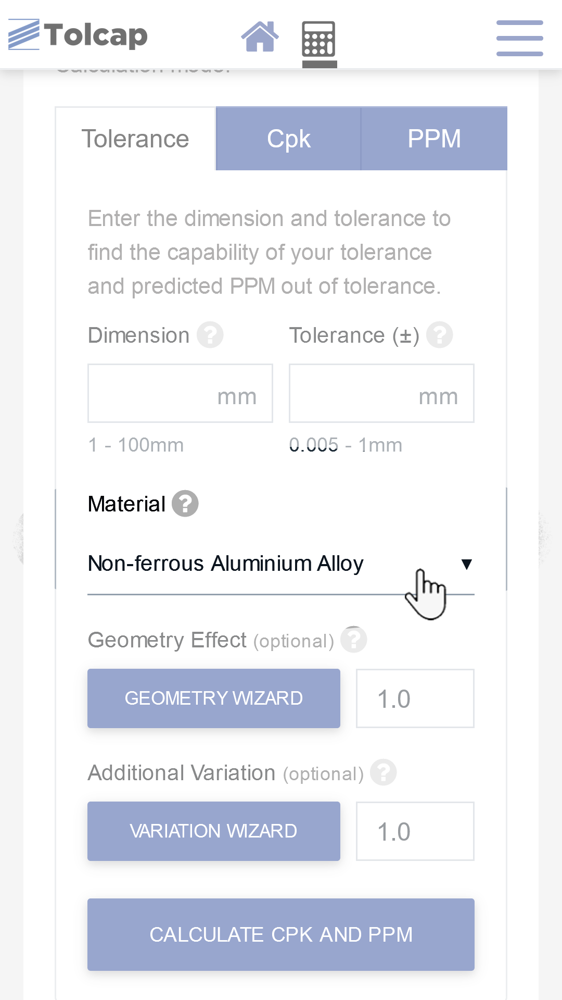 Tolcap
Calculation mode:
Tolerance
Cpk
PPM
Enter the dimension and tolerance to
find the capability of your tolerance
and predicted PPM out of tolerance.
Dimension ?
Tolerance (±) ?
mm
mm
1 - 100mm
0.005 - 1mm
Material ?
Non-ferrous Aluminium Alloy ▼
Geometry Effect (optional) ?
GEOMETRY WIZARD
1.0
Additional Variation (optional) ?
VARIATION WIZARD
1.0
CALCULATE CPK AND PPM